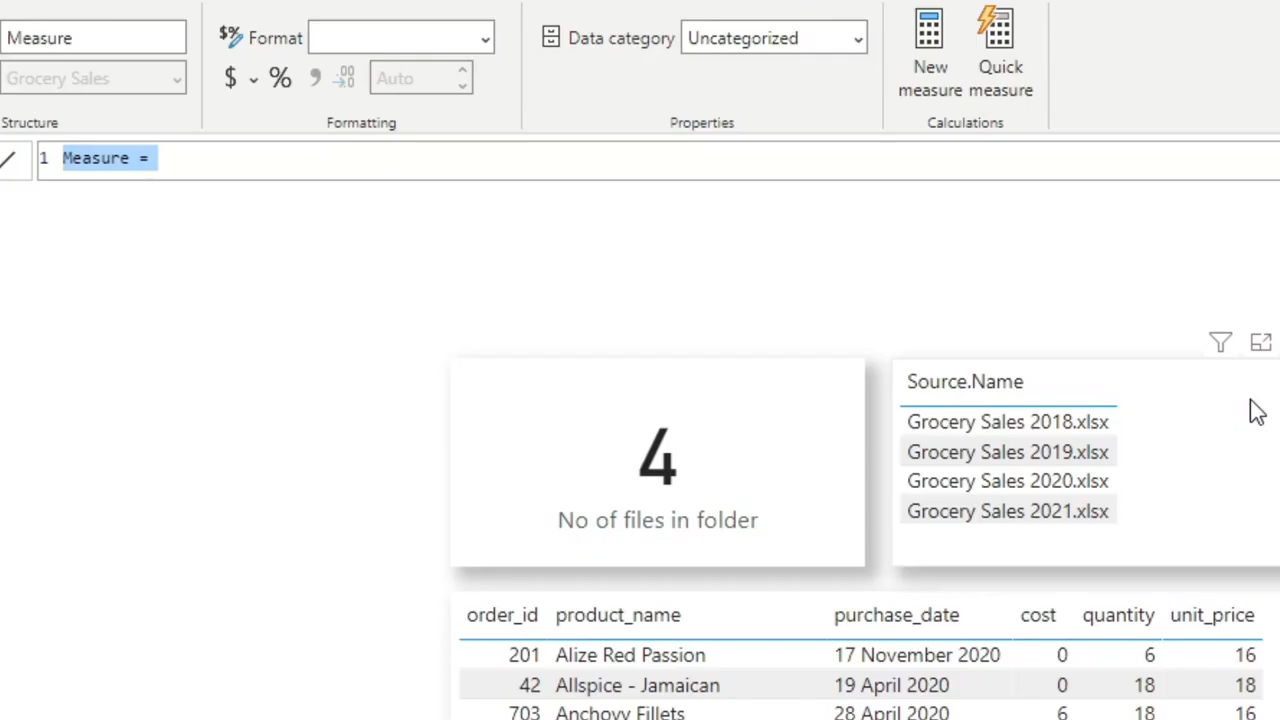 Measure
Format
Data category
Uncategorized
New measure
Quick measure
Grocery Sales
$
%
,
.00
.0
Auto
Structure
Formatting
Properties
Calculations
1 Measure =
4
No of files in folder
Source.Name
Grocery Sales 2018.xlsx
Grocery Sales 2019.xlsx
Grocery Sales 2020.xlsx
Grocery Sales 2021.xlsx
order_id product_name purchase_date cost quantity unit_price
201 Alize Red Passion 17 November 2020 0 6 16
42 Allspice - Jamaican 19 April 2020 0 18 18
703 Anchovy Fillets 28 April 2020 6 18 16